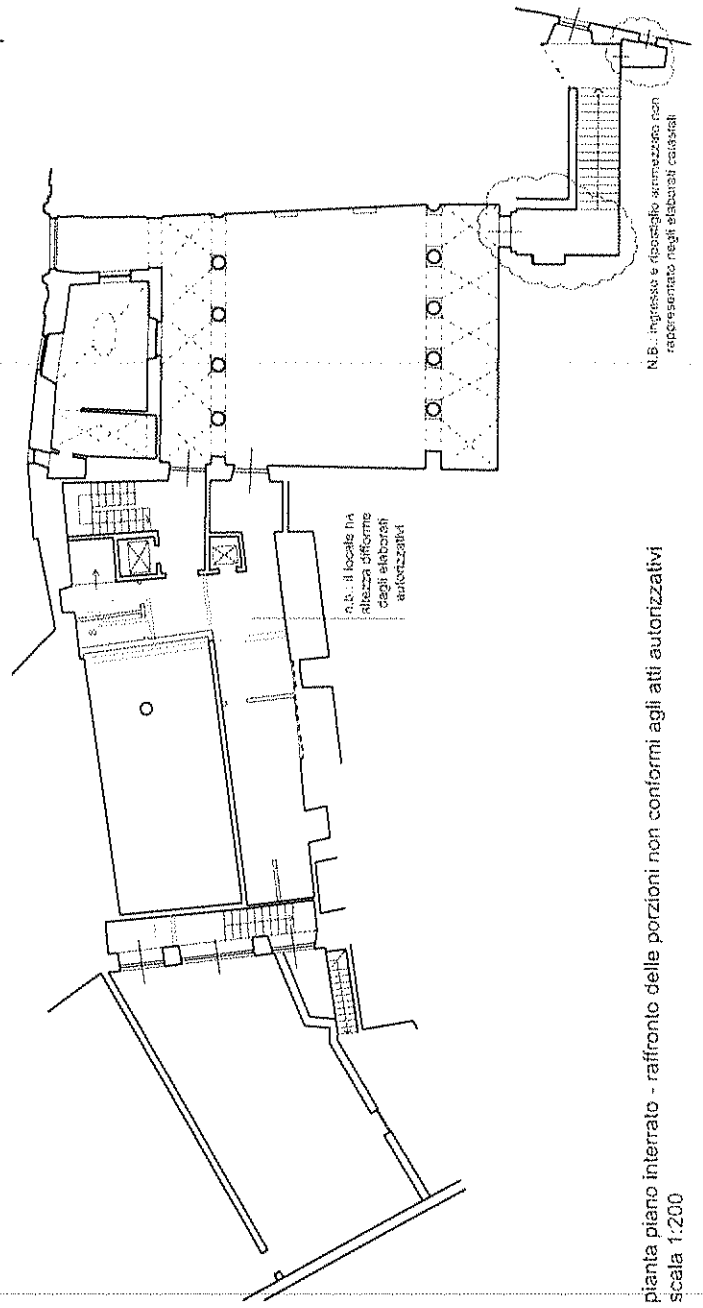 N.B.: ingresso e ripostiglio ammezzato non
rappresentato negli elaborati catastali
n.b.: il locale ha
altezza difforme
dagli elaborati
autorizzativi
pianta piano interrato - raffronto delle porzioni non conformi agli atti autorizzativi
scala 1:200